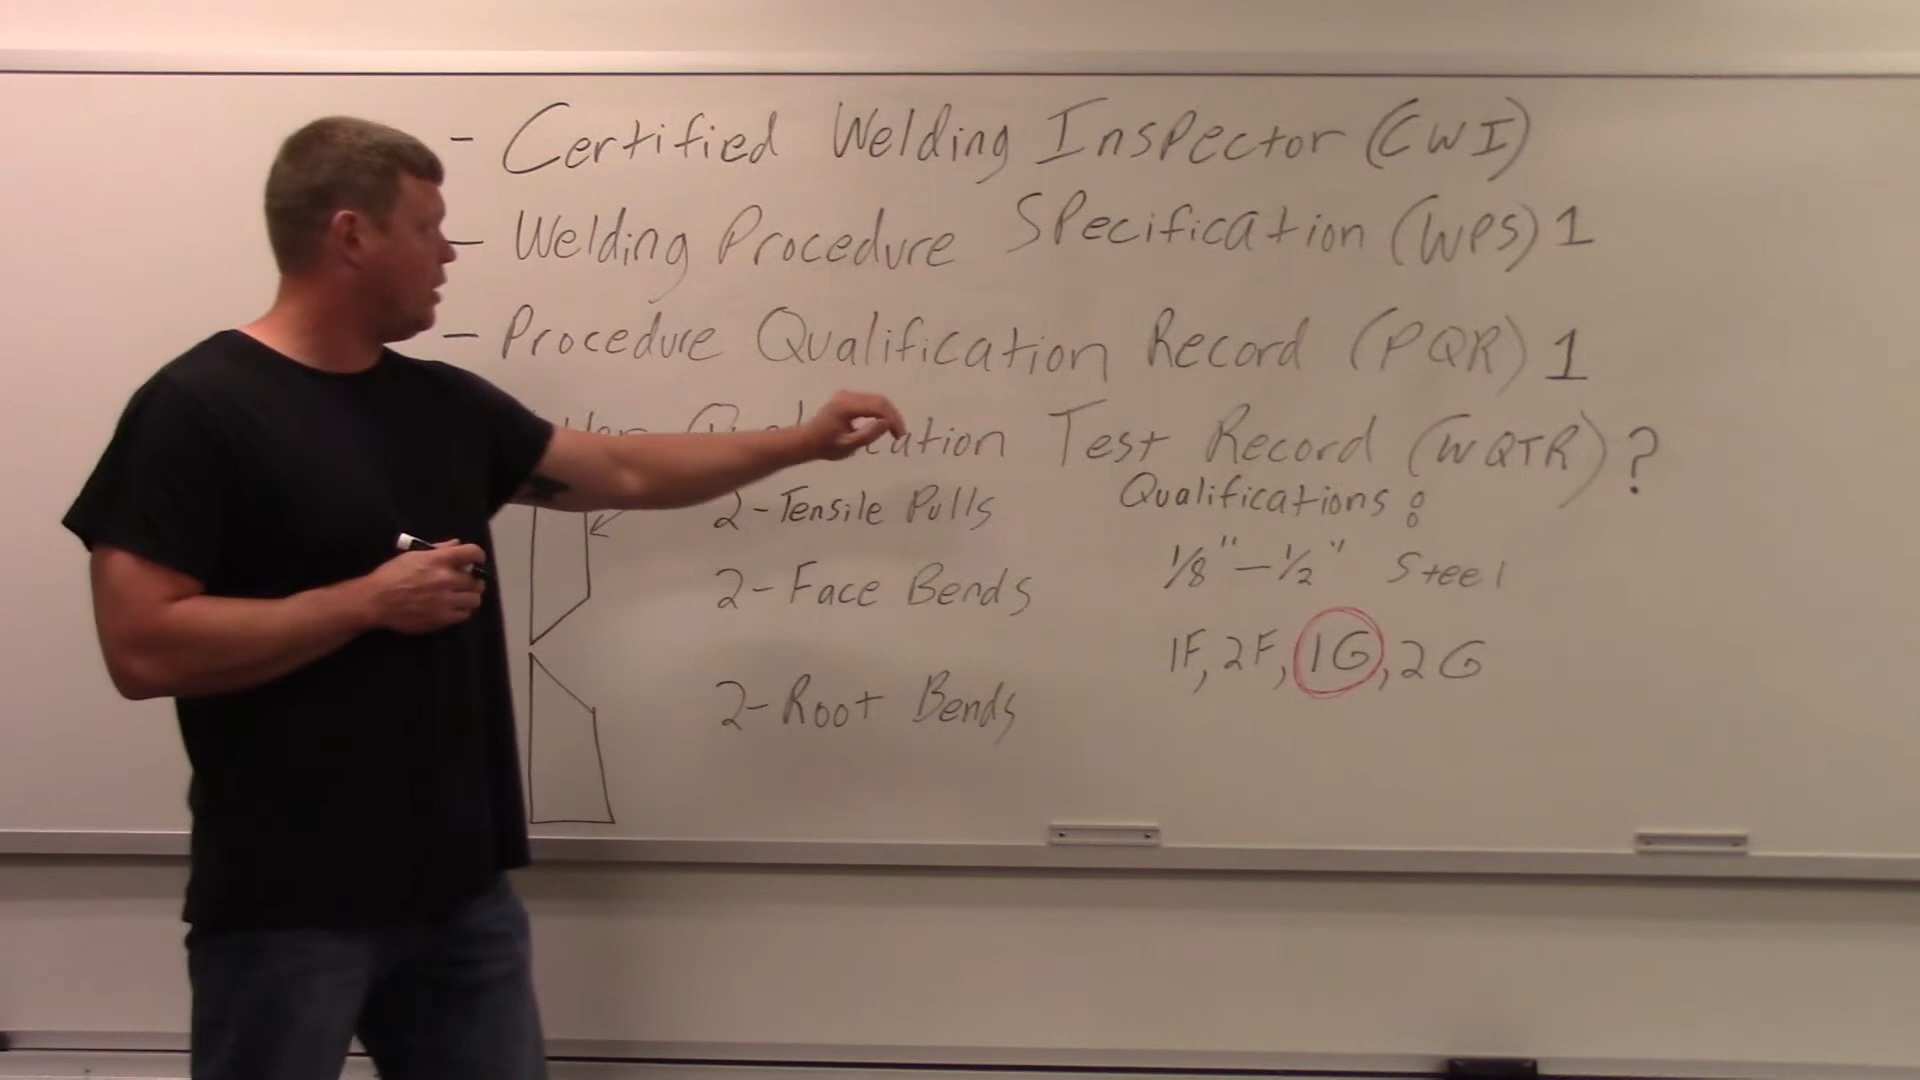 - Certified Welding Inspector (CWI)
- Welding Procedure Specification (WPS) 1
- Procedure Qualification Record (PQR) 1
Test Record (WQTR) ?
2-Tensile Pulls
2-Face Bends
2-Root Bends
Qualifications:
1/8" - 1/2" Steel
1F, 2F, 1G, 2G